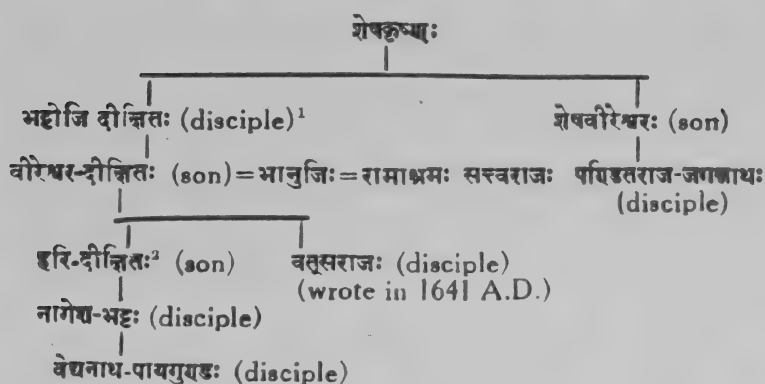 शेषकृष्णः
भट्टोजि दीक्षितः (disciple)¹ शेषवीरेश्वरः (son)
वीरेश्वर-दीक्षितः (son) = भानुजिः = रामाश्रमः सत्त्वराजः पण्डितराज-जगन्नाथः
(disciple)
हरि-दीक्षितः² (son) वत्सराजः (disciple)
(wrote in 1641 A.D.)
नागेश-भट्टः (disciple)
वेद्यनाथ-पायगुण्डः (disciple)